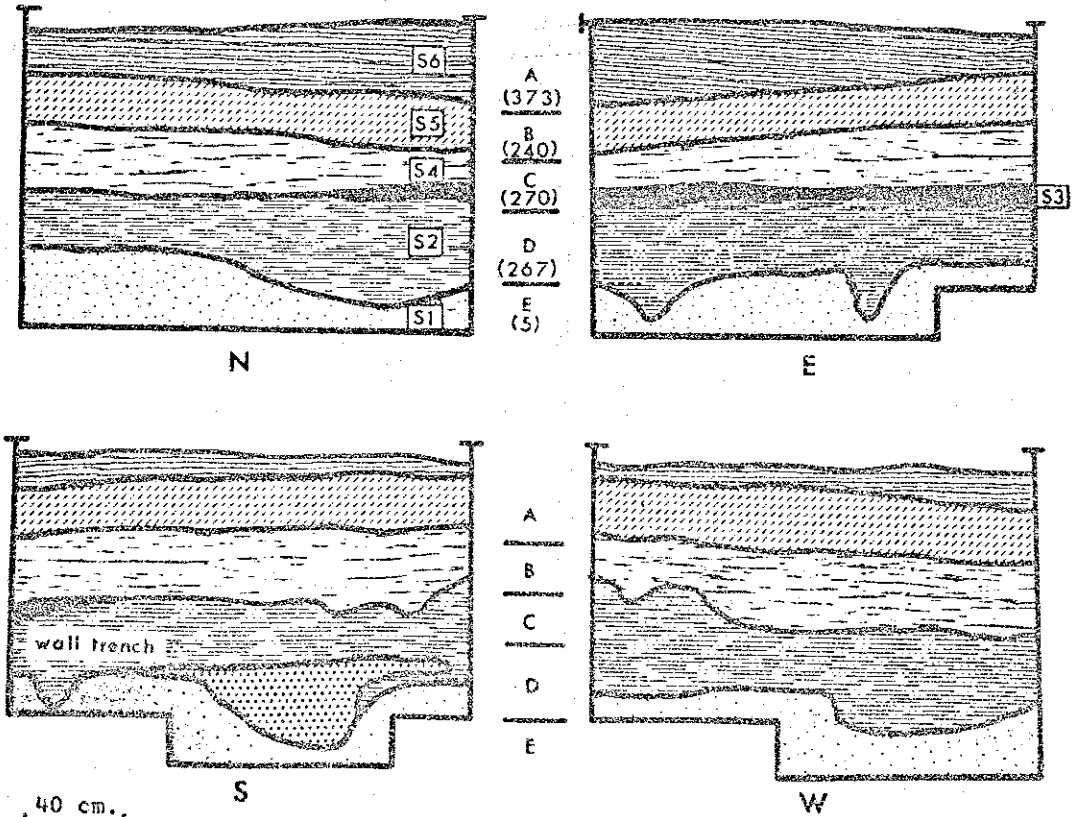 S6
S5
S4
S2
S1
A
(373)
B
(240)
C
(270)
D
(267)
E
(5)
S3
N
E
wall trench
A
B
C
D
E
S
W
40 cm.